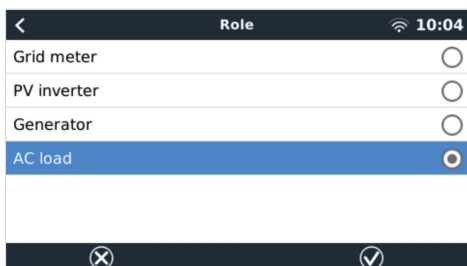 Role
10:04
Grid meter
PV inverter
Generator
AC load